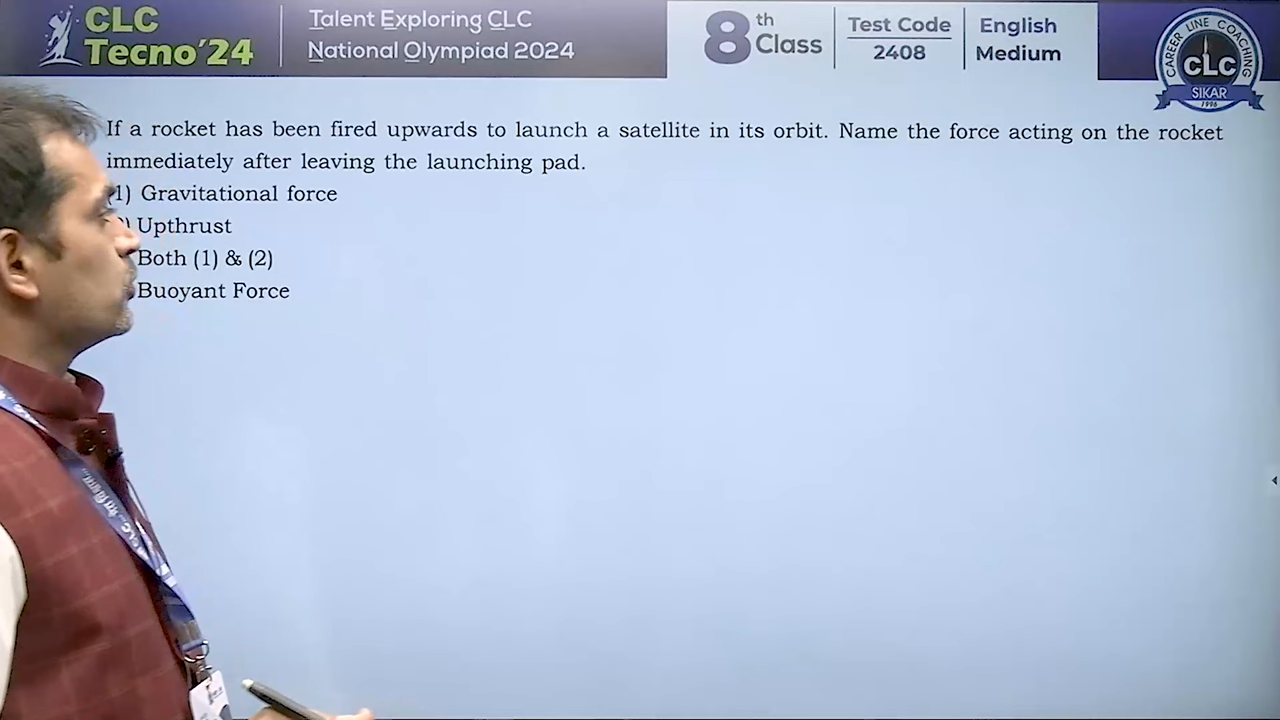 CLC
Tecno'24
Talent Exploring CLC
National Olympiad 2024
8th Class
Test Code
2408
English
Medium
CAREER LINE COACHING
CLC
SIKAR
1996
If a rocket has been fired upwards to launch a satellite in its orbit. Name the force acting on the rocket
immediately after leaving the launching pad.
1) Gravitational force
) Upthrust
Both (1) & (2)
Buoyant Force